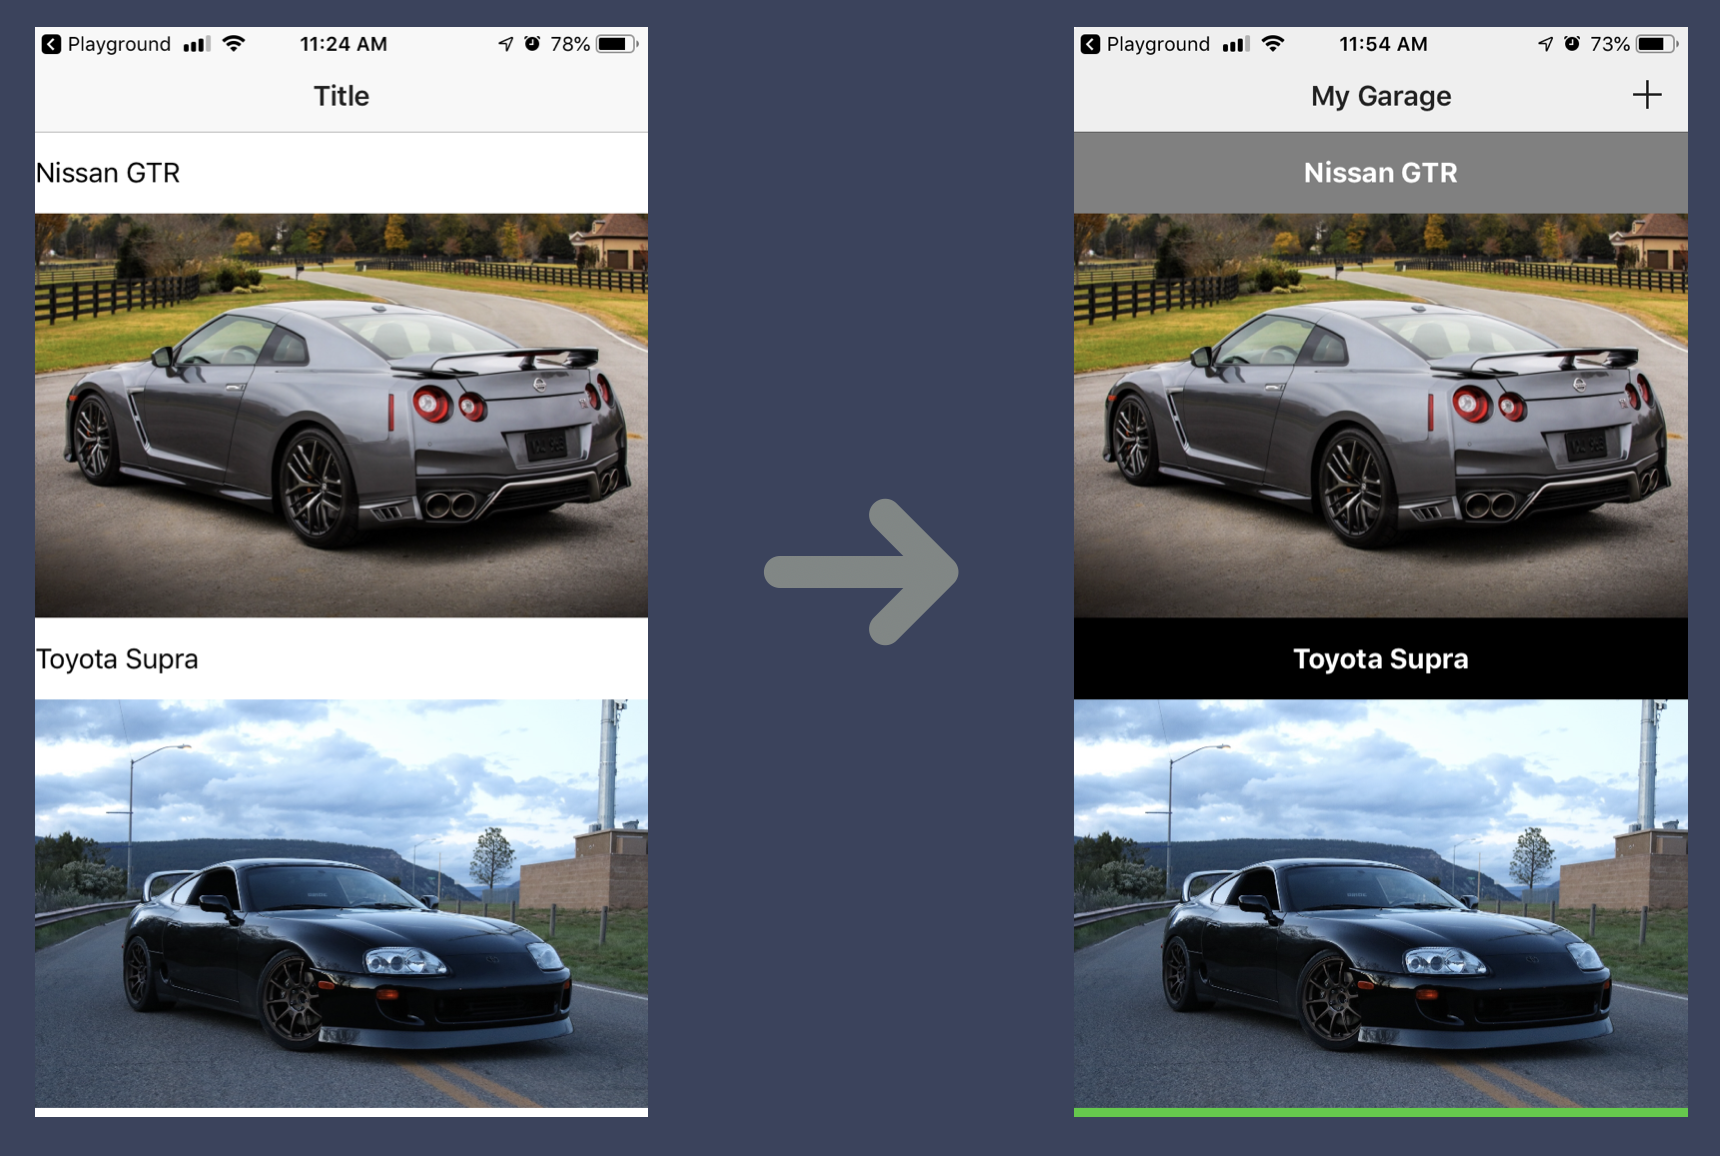 Playground 11:24 AM 78%
Title
Nissan GTR
Toyota Supra
Playground 11:54 AM 73%
My Garage +
Nissan GTR
Toyota Supra